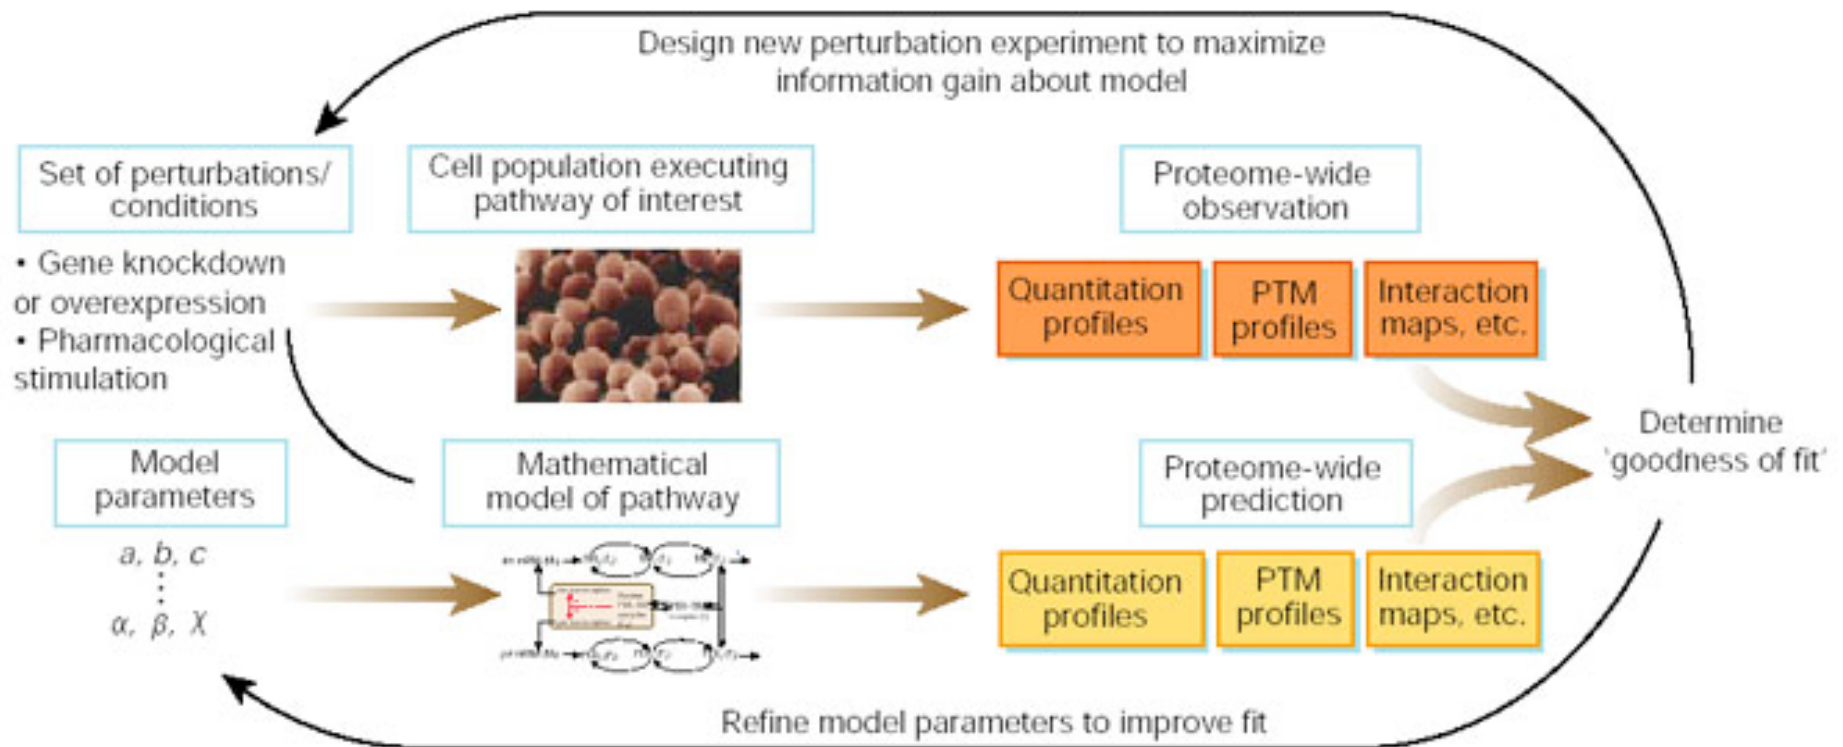 Design new perturbation experiment to maximize
information gain about model
Set of perturbations/
conditions
Cell population executing
pathway of interest
Proteome-wide
observation
• Gene knockdown
or overexpression
• Pharmacological
stimulation
Quantitation
profiles
PTM
profiles
Interaction
maps, etc.
Determine
'goodness of fit'
Model
parameters
Mathematical
model of pathway
Proteome-wide
prediction
a, b, c
α, β, χ
Quantitation
profiles
PTM
profiles
Interaction
maps, etc.
Refine model parameters to improve fit